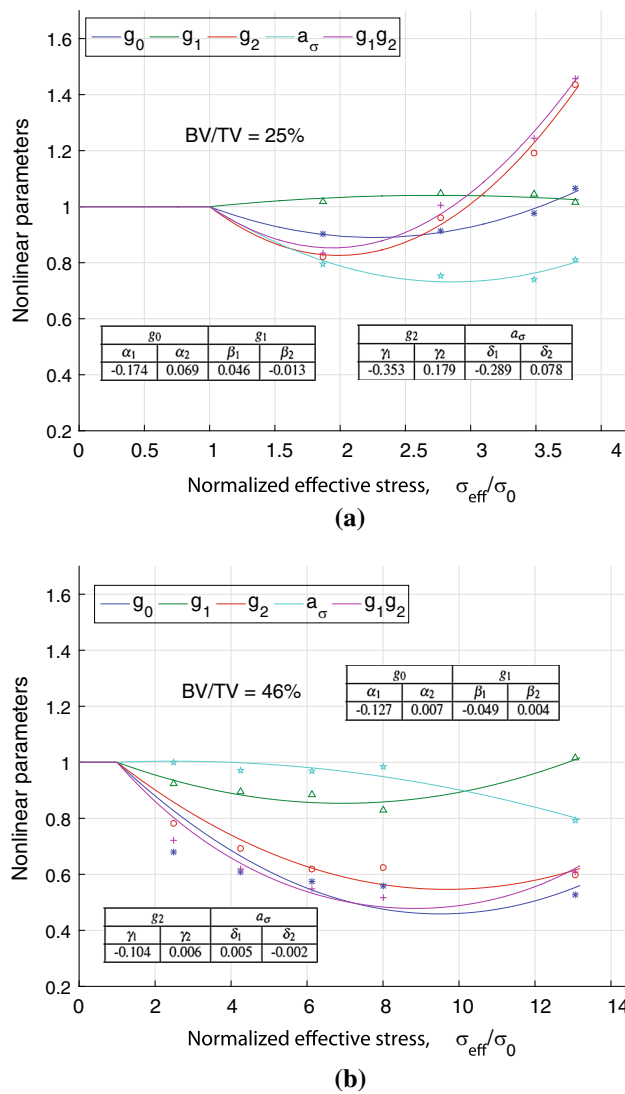 1.6
g0 g1 g2 aσ g1g2
1.4
BV/TV = 25%
1.2
1
0.8
0.6
0.4
0.2
Nonlinear parameters
g0 g1
α1 α2 β1 β2
-0.174 0.069 0.046 -0.013
g2 aσ
γ1 γ2 δ1 δ2
-0.353 0.179 -0.289 0.078
0 0.5 1 1.5 2 2.5 3 3.5 4
Normalized effective stress, σeff/σ0
(a)
1.6
g0 g1 g2 aσ g1g2
1.4
BV/TV = 46%
1.2
1
0.8
0.6
0.4
0.2
Nonlinear parameters
g0 g1
α1 α2 β1 β2
-0.127 0.007 -0.049 0.004
g2 aσ
γ1 γ2 δ1 δ2
-0.104 0.006 0.005 -0.002
0 2 4 6 8 10 12 14
Normalized effective stress, σeff/σ0
(b)